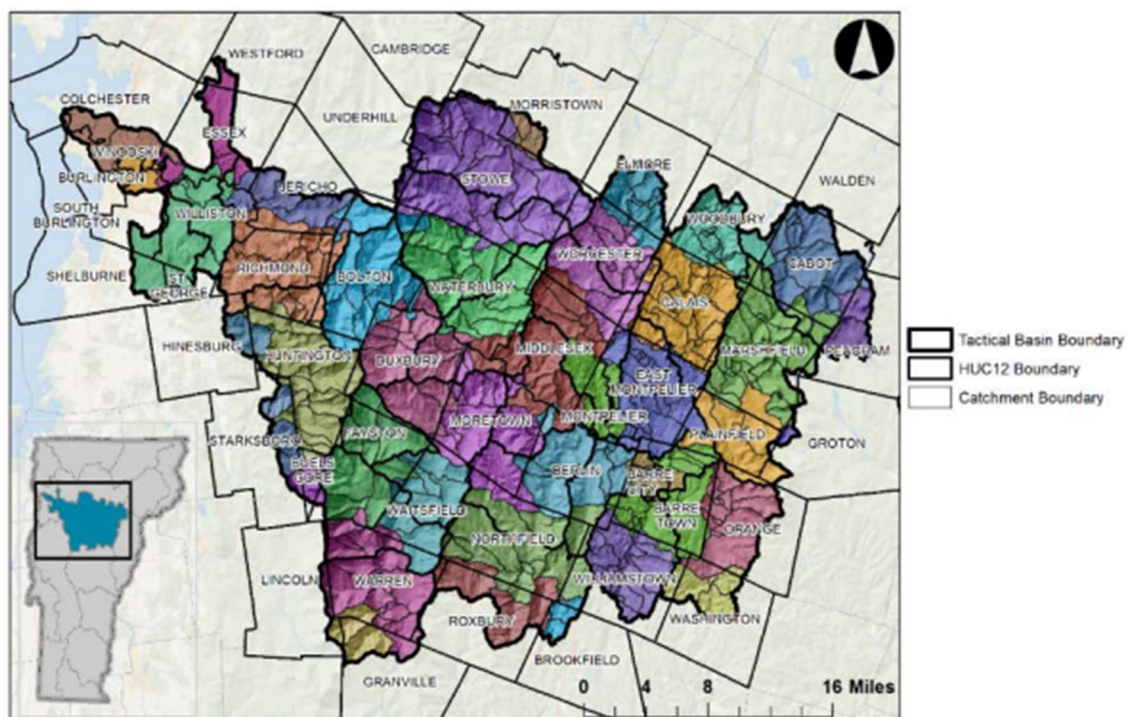 WESTFORD
CAMBRIDGE
COLCHESTER
MORRISTOWN
ESSEX
UNDERHILL
WINOOSKI
ELMORE
BURLINGTON
JERICHO
STOWE
WALDEN
SOUTH
BURLINGTON
WILLISTON
WOODBURY
WORCESTER
SHELBURNE
ST.
GEORGE
RICHMOND
BOLTON
WATERBURY
CALAIS
CABOT
HINESBURG
HUNTINGTON
DUXBURY
MIDDLESEX
MARSHFIELD
PEACHAM
EAST
MONTPELIER
MORETOWN
MONTPELIER
STARKSBORO
FAYSTON
PLAINFIELD
GROTON
BUELS
GORE
BERLIN
BARRE
CITY
WAITSFIELD
BARRE
TOWN
ORANGE
NORTHFIELD
LINCOLN
WARREN
WILLIAMSTOWN
ROXBURY
WASHINGTON
BROOKFIELD
GRANVILLE
0 4 8 16 Miles
Tactical Basin Boundary
HUC12 Boundary
Catchment Boundary